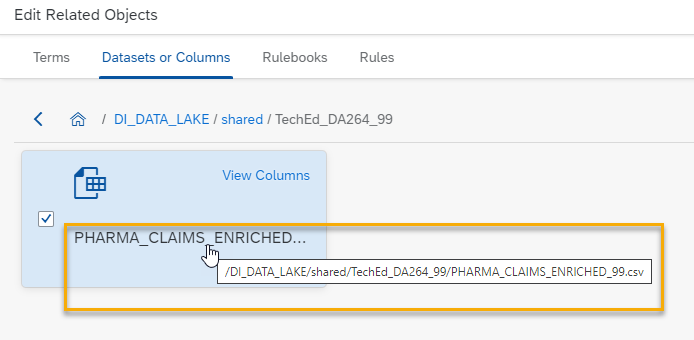 Edit Related Objects
Terms Datasets or Columns Rulebooks Rules
/ DI_DATA_LAKE / shared / TechEd_DA264_99
View Columns
PHARMA_CLAIMS_ENRICHED...
/DI_DATA_LAKE/shared/TechEd_DA264_99/PHARMA_CLAIMS_ENRICHED_99.csv